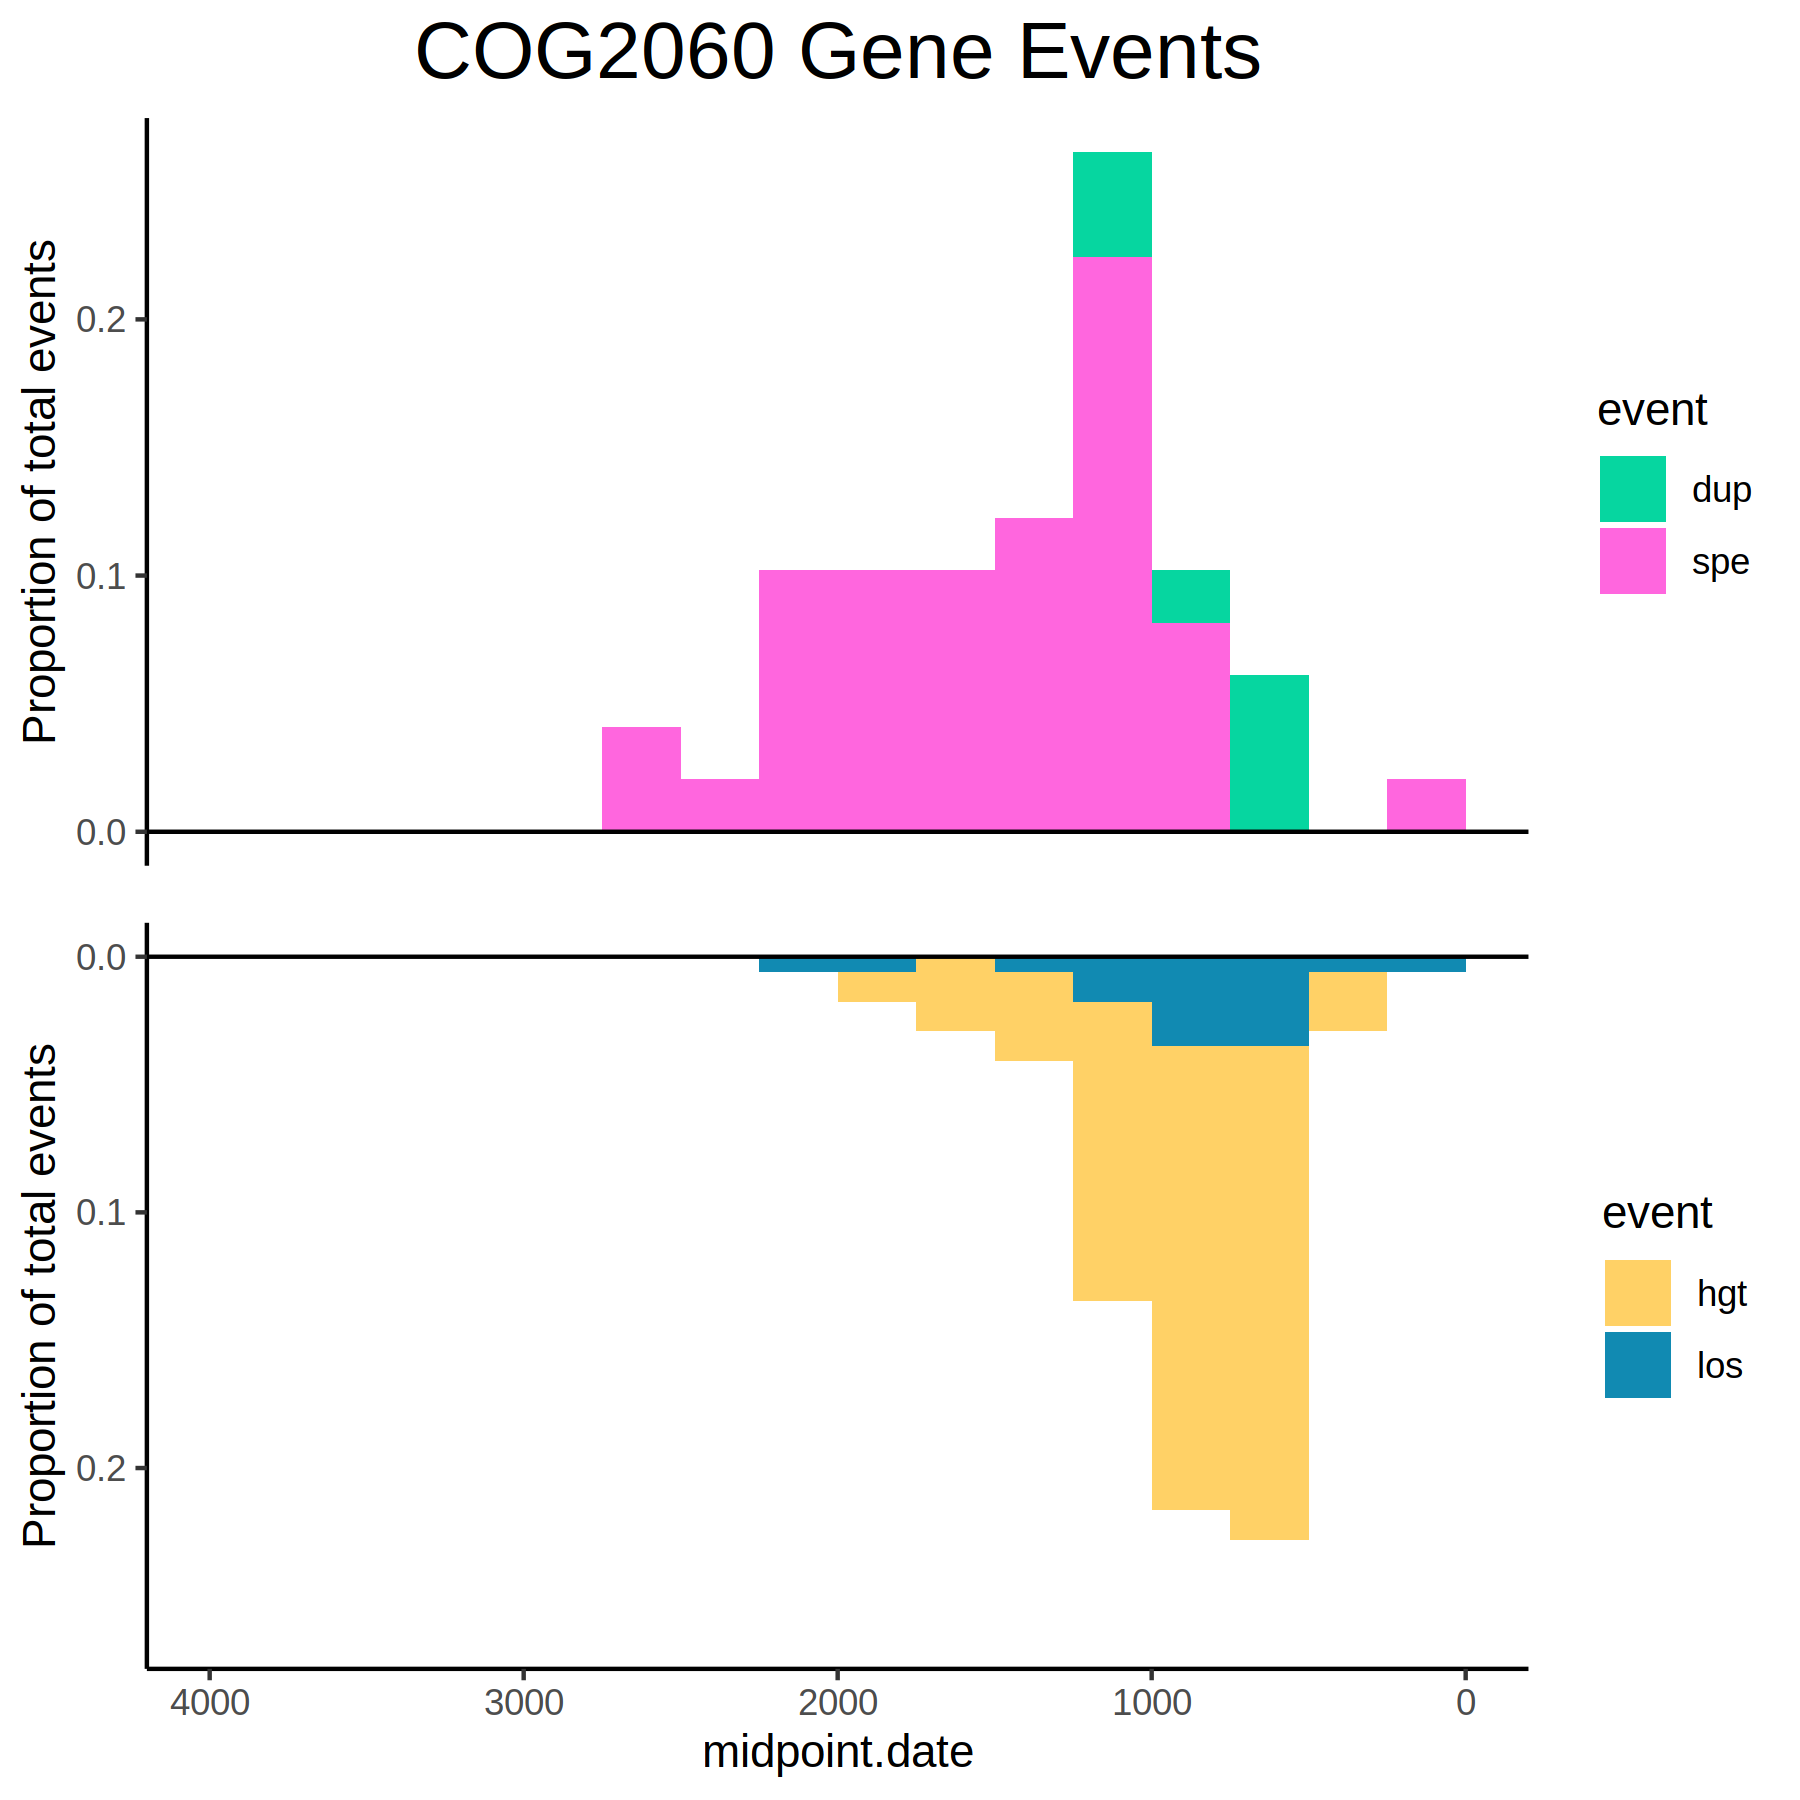 COG2060 Gene Events
Proportion of total events
0.2
0.1
0.0
event
dup
spe
Proportion of total events
0.0
0.1
0.2
event
hgt
los
4000 3000 2000 1000 0
midpoint.date